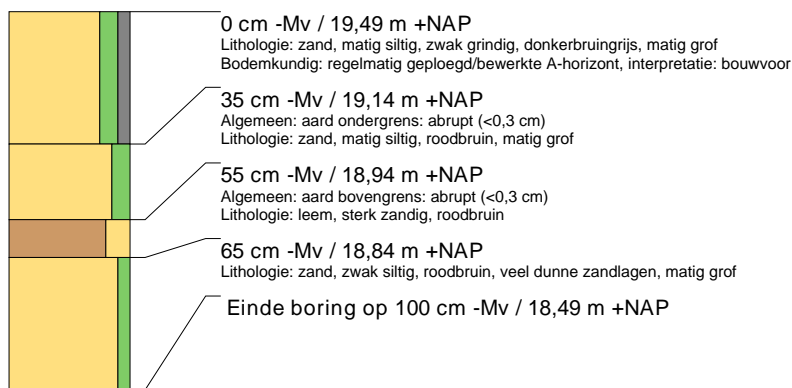 0 cm -Mv / 19,49 m +NAP
Lithologie: zand, matig siltig, zwak grindig, donkerbruingrijs, matig grof
Bodemkundig: regelmatig geploegd/bewerkte A-horizont, interpretatie: bouwvoor
35 cm -Mv / 19,14 m +NAP
Algemeen: aard ondergrens: abrupt (<0,3 cm)
Lithologie: zand, matig siltig, roodbruin, matig grof
55 cm -Mv / 18,94 m +NAP
Algemeen: aard bovengrens: abrupt (<0,3 cm)
Lithologie: leem, sterk zandig, roodbruin
65 cm -Mv / 18,84 m +NAP
Lithologie: zand, zwak siltig, roodbruin, veel dunne zandlagen, matig grof
Einde boring op 100 cm -Mv / 18,49 m +NAP